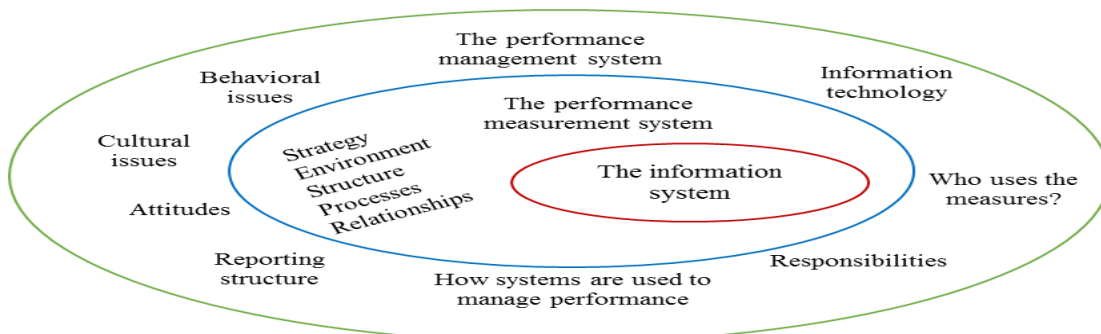 The performance
management system
Behavioral
issues
Information
technology
The performance
measurement system
Cultural
issues
Strategy
Environment
Structure
Processes
Relationships
The information
system
Who uses the
measures?
Attitudes
Reporting
structure
How systems are used to
manage performance
Responsibilities